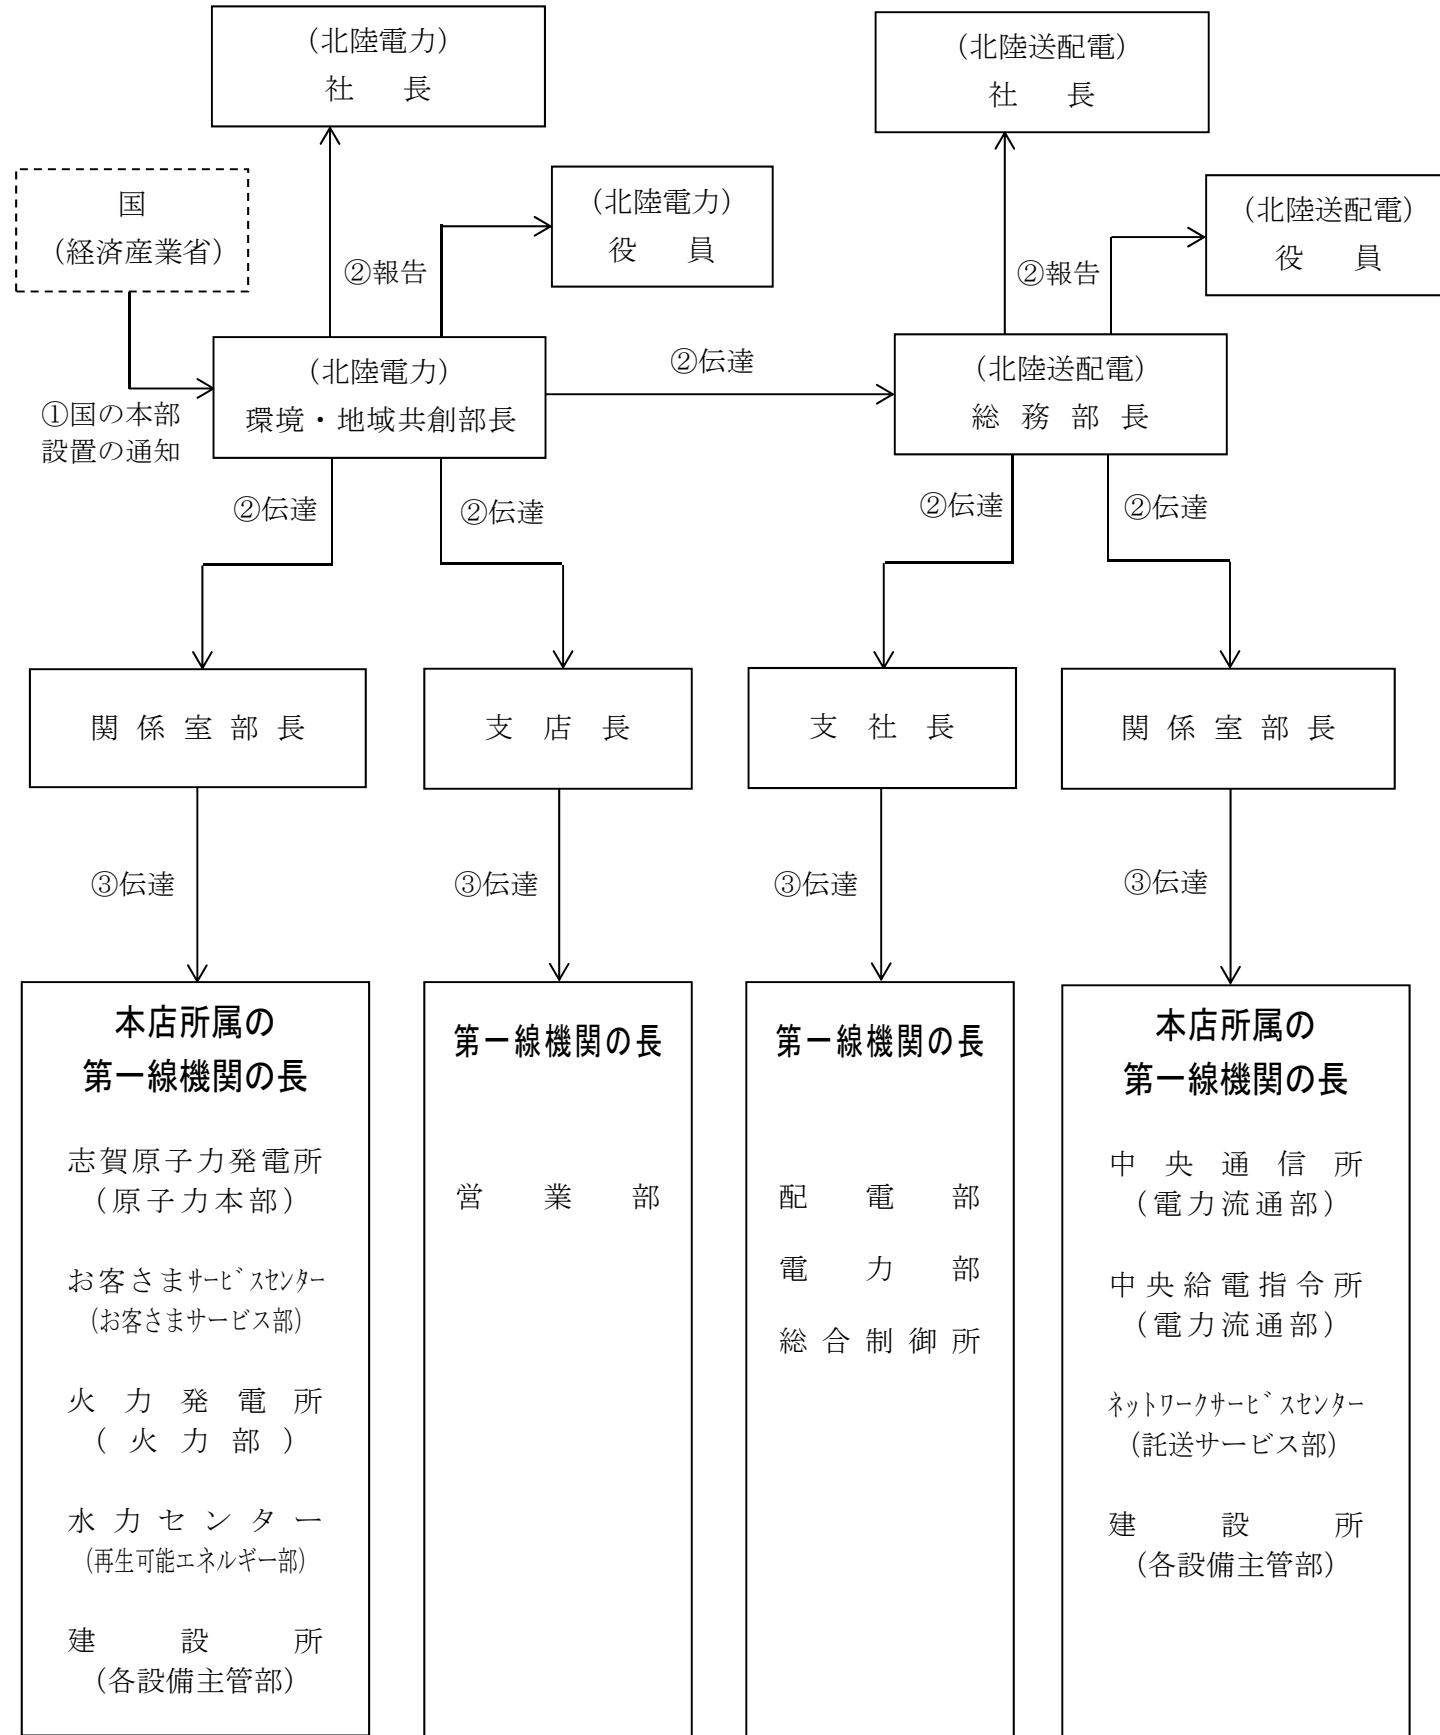 （北陸電力）
社　長
（北陸送配電）
社　長
国
（経済産業省）
（北陸電力）
役　員
（北陸送配電）
役　員
②報告
②報告
①国の本部
設置の通知
（北陸電力）
環境・地域共創部長
②伝達
（北陸送配電）
総務部長
②伝達
②伝達
②伝達
②伝達
関係室部長
支店長
支社長
関係室部長
③伝達
③伝達
③伝達
③伝達
本店所属の
第一線機関の長
志賀原子力発電所
（原子力本部）
お客さまｻｰﾋﾞｽｾﾝﾀｰ
（お客さまサービス部）
火力発電所
（火力部）
水力センター
（再生可能エネルギー部）
建設所
（各設備主管部）
第一線機関の長
営業部
第一線機関の長
配電部
電力部
総合制御所
本店所属の
第一線機関の長
中央通信所
（電力流通部）
中央給電指令所
（電力流通部）
ﾈｯﾄﾜｰｸｻｰﾋﾞｽｾﾝﾀｰ
（託送サービス部）
建設所
（各設備主管部）